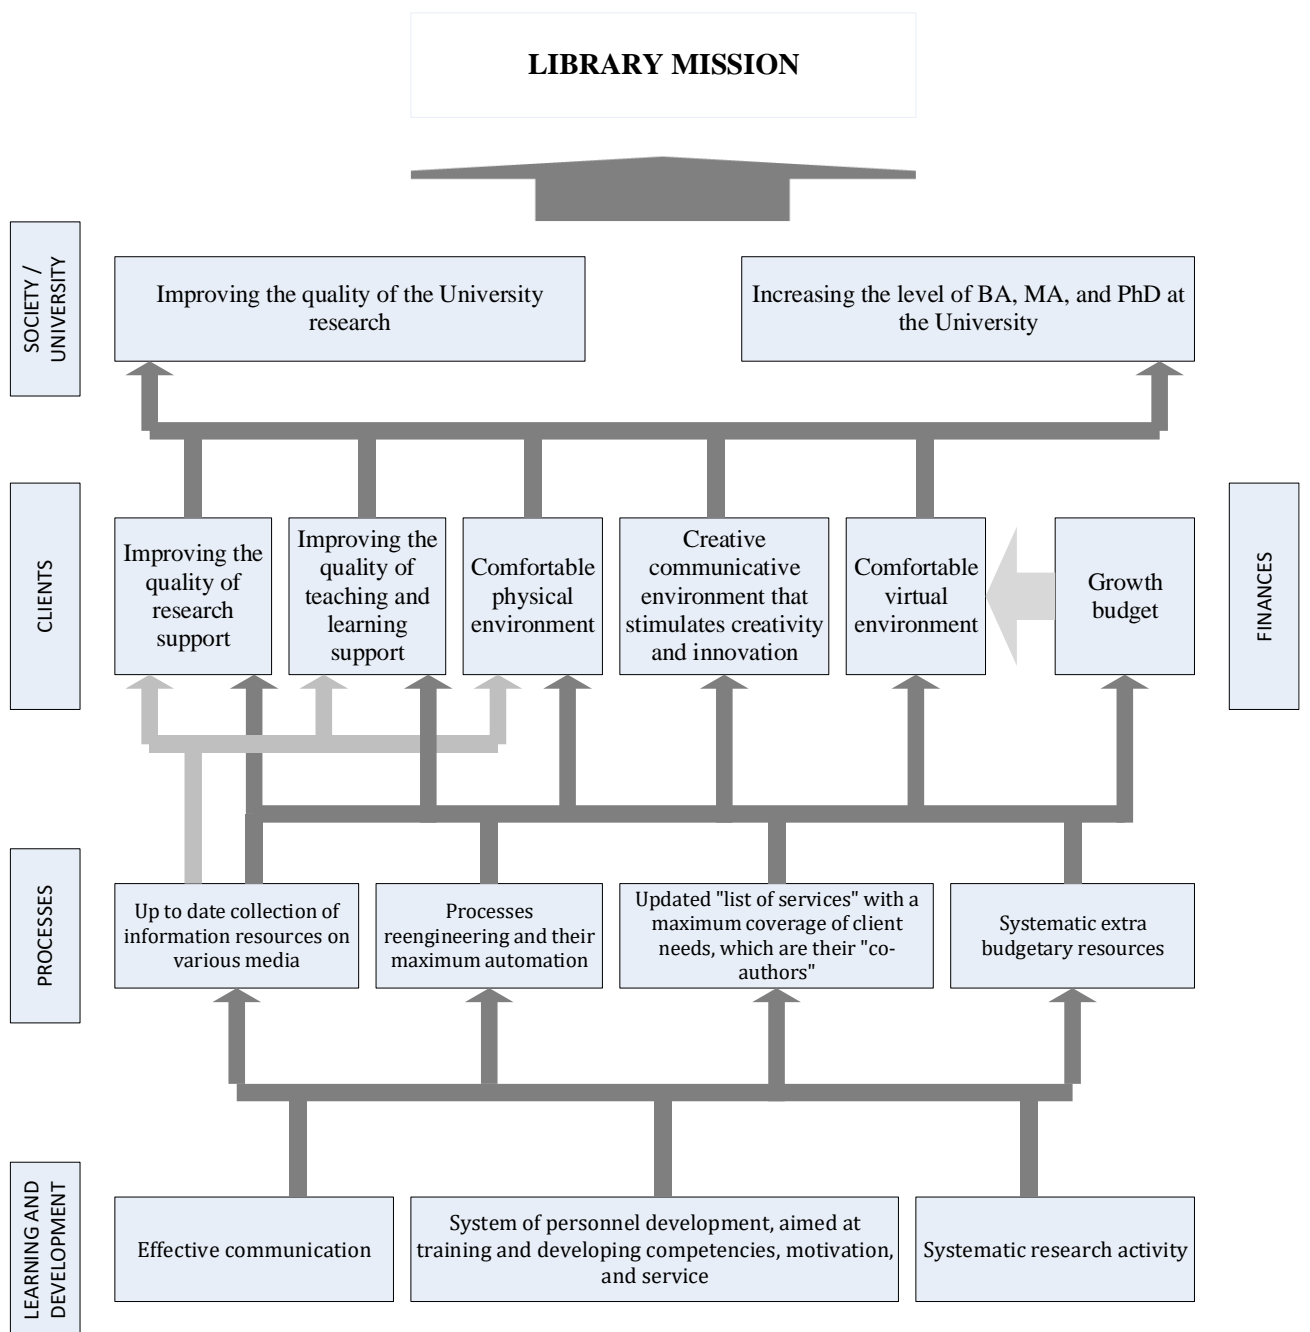 LIBRARY MISSION
SOCIETY /
UNIVERSITY
Improving the quality of the University
research
Increasing the level of BA, MA, and PhD at
the University
CLIENTS
Improving the
quality of
research
support
Improving the
quality of
teaching and
learning
support
Comfortable
physical
environment
Creative
communicative
environment that
stimulates creativity
and innovation
Comfortable
virtual
environment
Growth
budget
FINANCES
PROCESSES
Up to date collection of
information resources on
various media
Processes
reengineering and their
maximum automation
Updated "list of services" with a
maximum coverage of client
needs, which are their "co-
authors"
Systematic extra
budgetary resources
LEARNING AND
DEVELOPMENT
Effective communication
System of personnel development, aimed at
training and developing competencies, motivation,
and service
Systematic research activity